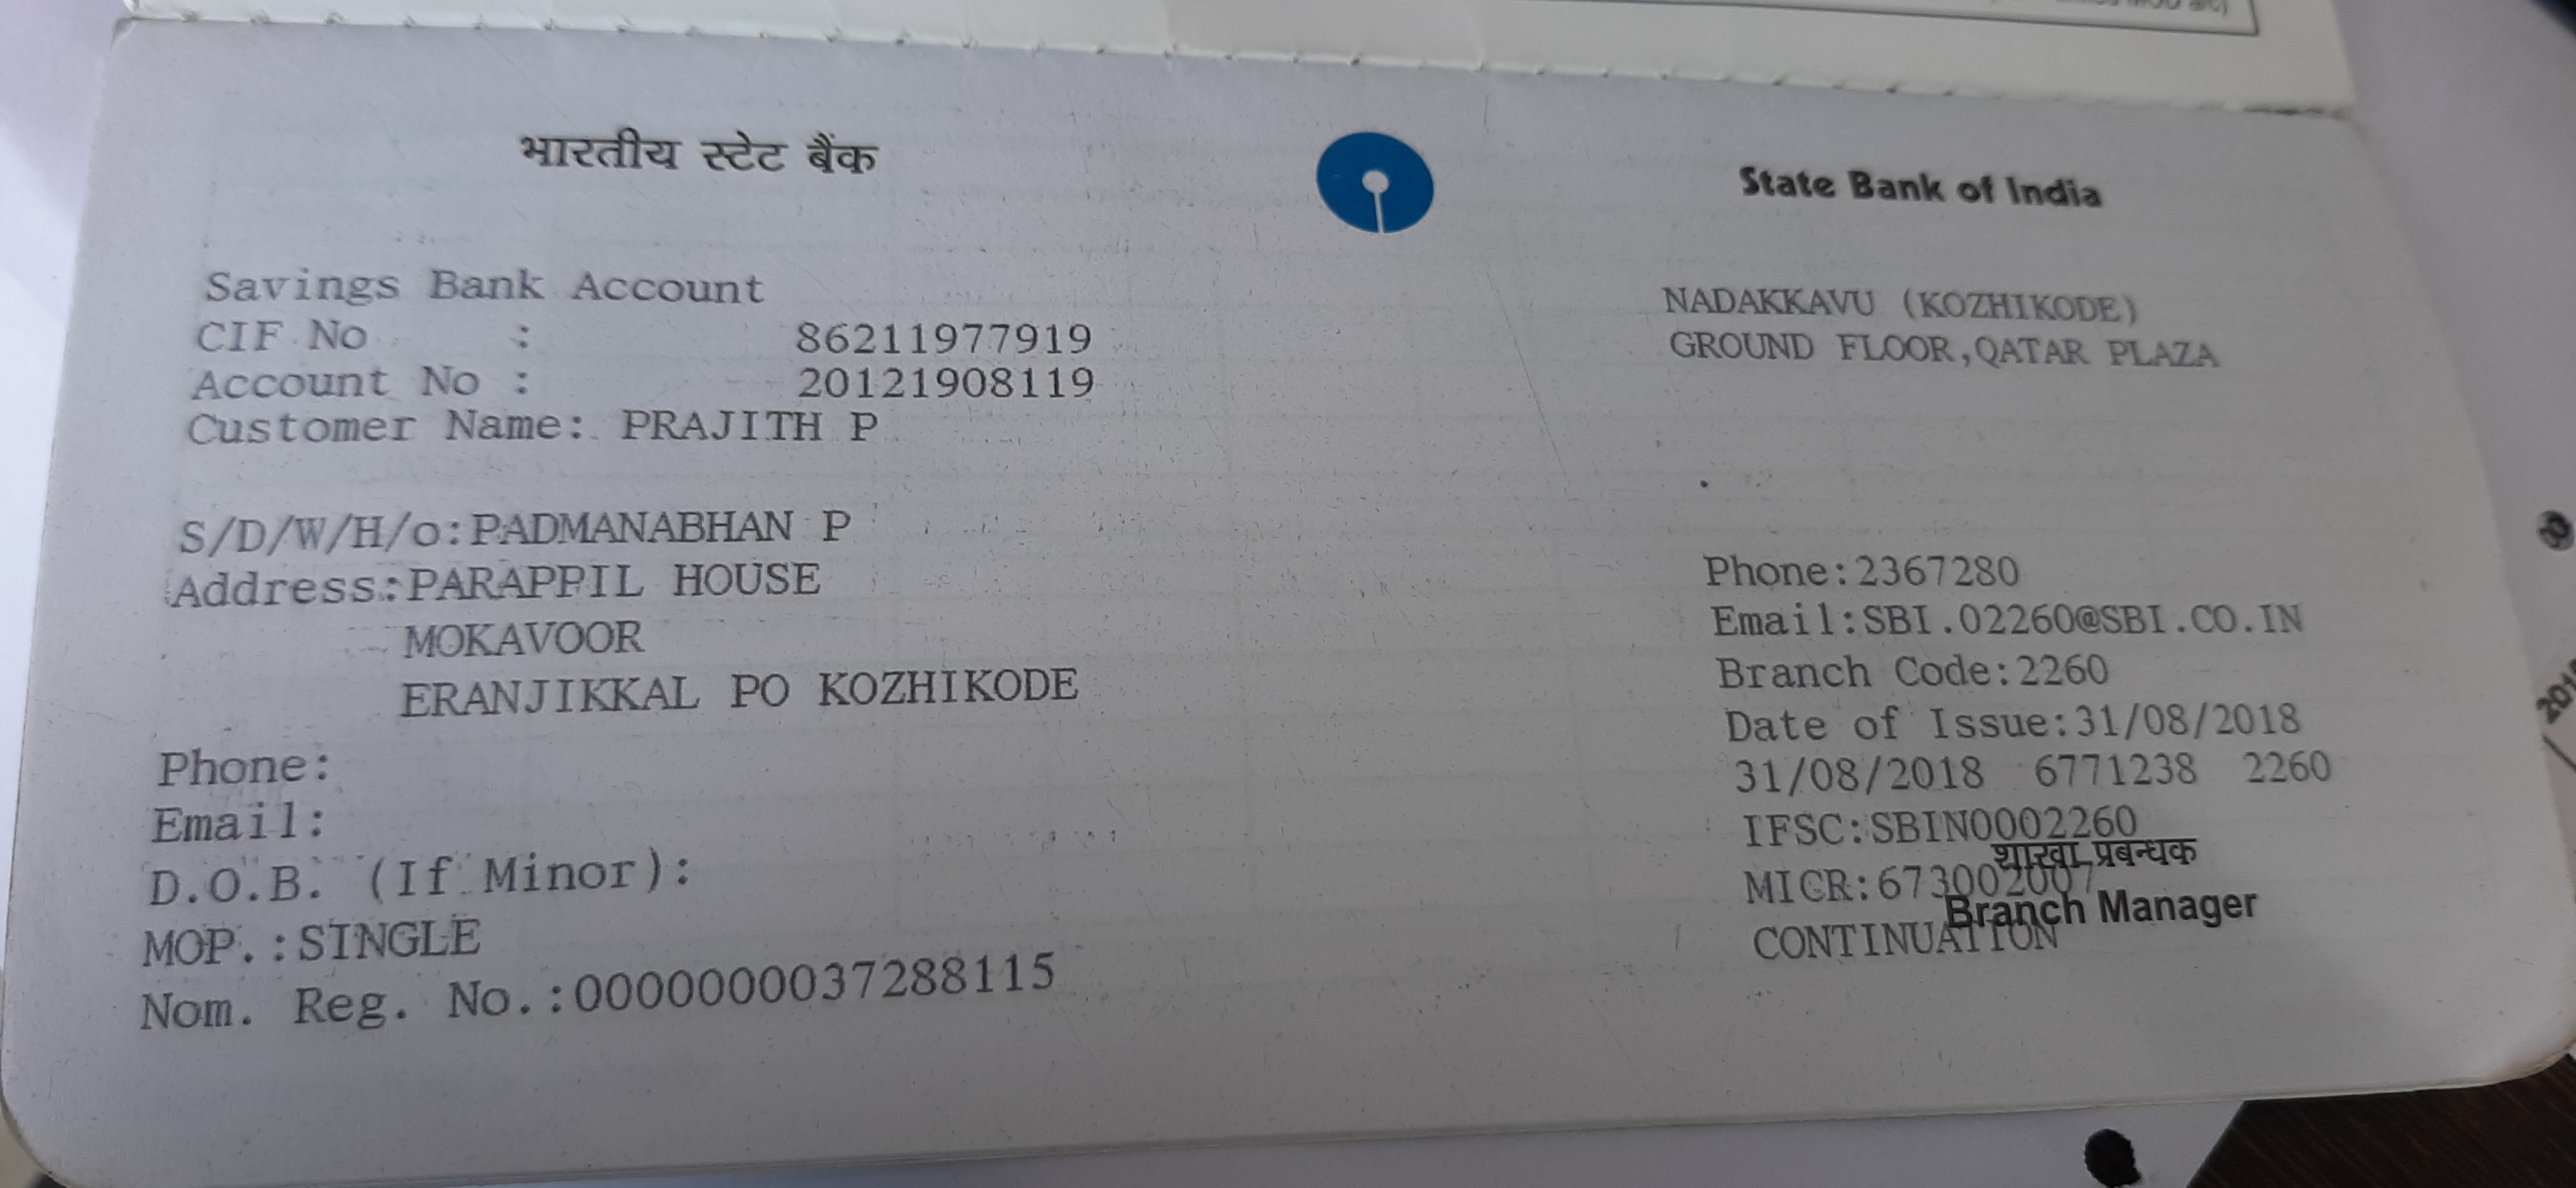 भारतीय स्टेट बैंक
State Bank of India
Savings Bank Account
CIF No : 86211977919
Account No : 20121908119
Customer Name: PRAJITH P
S/D/W/H/o:PADMANABHAN P
Address:PARAPPIL HOUSE
MOKAVOOR
ERANJIKKAL PO KOZHIKODE
Phone:
Email:
D.O.B. (If Minor):
MOP.:SINGLE
Nom. Reg. No.:0000000037288115
NADAKKAVU (KOZHIKODE)
GROUND FLOOR,QATAR PLAZA
Phone:2367280
Email:SBI.02260@SBI.CO.IN
Branch Code:2260
Date of Issue:31/08/2018
31/08/2018 6771238 2260
IFSC:SBIN0002260
शाखा प्रबन्धक
MICR:673002007
Branch Manager
CONTINUATION